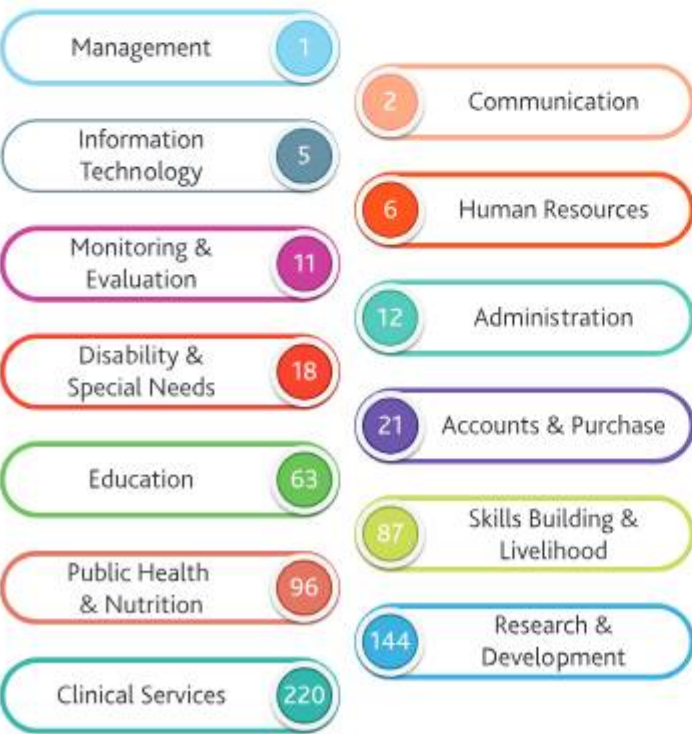 Management
1
2
Communication
Information
Technology
5
6
Human Resources
Monitoring &
Evaluation
11
12
Administration
Disability &
Special Needs
18
21
Accounts & Purchase
Education
63
87
Skills Building &
Livelihood
Public Health
& Nutrition
96
144
Research &
Development
Clinical Services
220